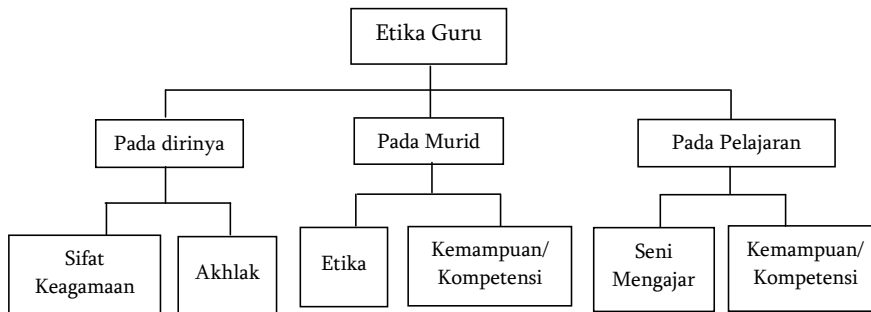 Etika Guru
Pada dirinya
Pada Murid
Pada Pelajaran
Sifat
Keagamaan
Akhlak
Etika
Kemampuan/
Kompetensi
Seni
Mengajar
Kemampuan/
Kompetensi